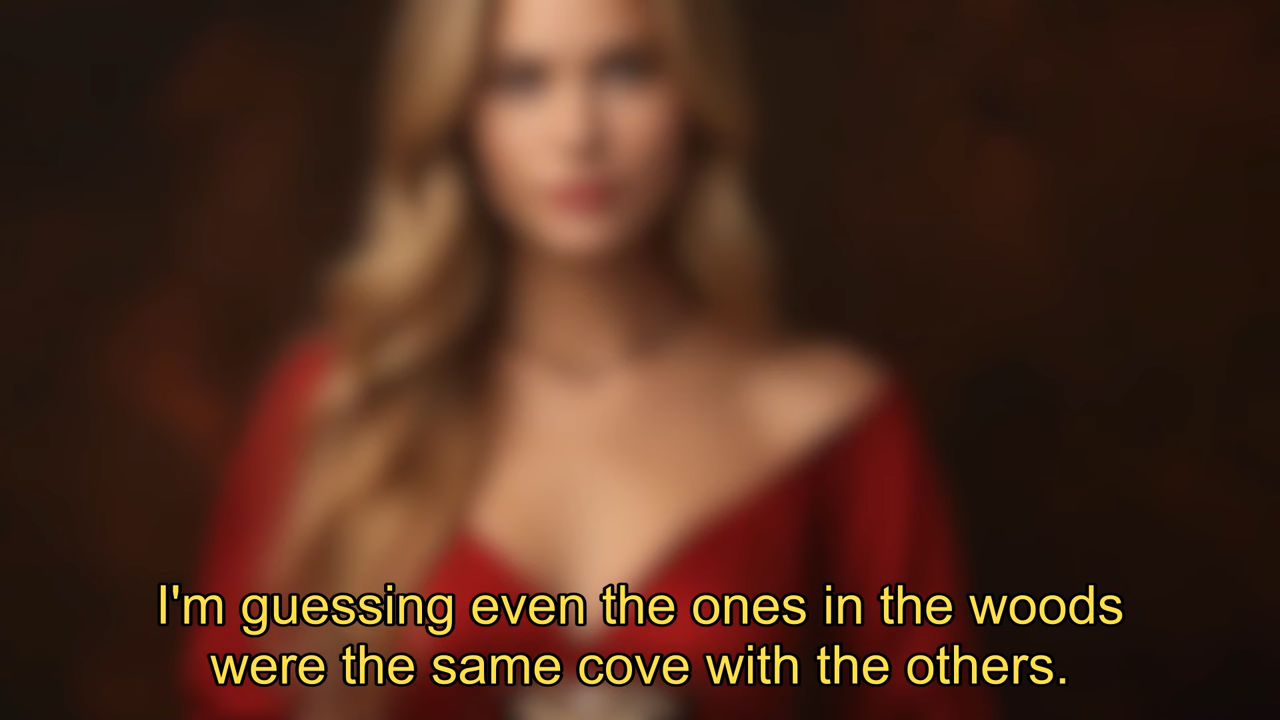 I'm guessing even the ones in the woods
were the same cove with the others.